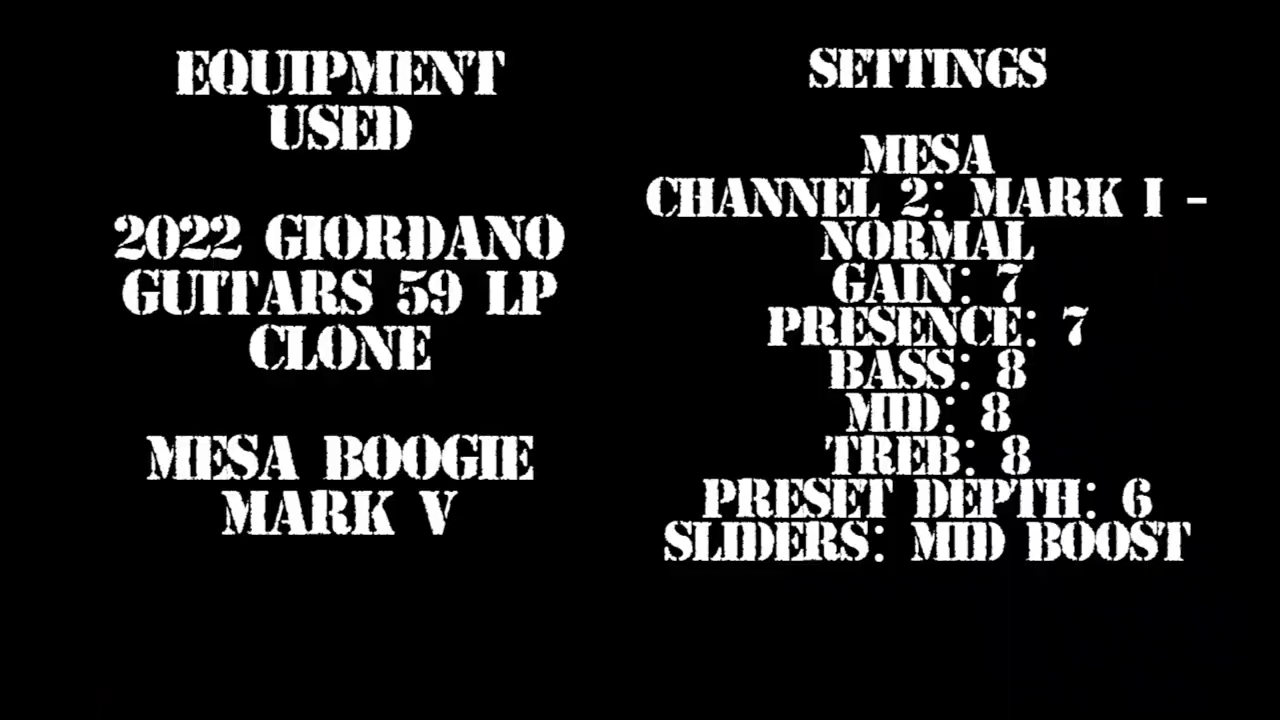 EQUIPMENT
USED
2022 GIORDANO
GUITARS 59 LP
CLONE
MESA BOOGIE
MARK V
SETTINGS
MESA
CHANNEL 2: MARK I -
NORMAL
GAIN: 7
PRESENCE: 7
BASS: 8
MID: 8
TREB: 8
PRESET DEPTH: 6
SLIDERS: MID BOOST